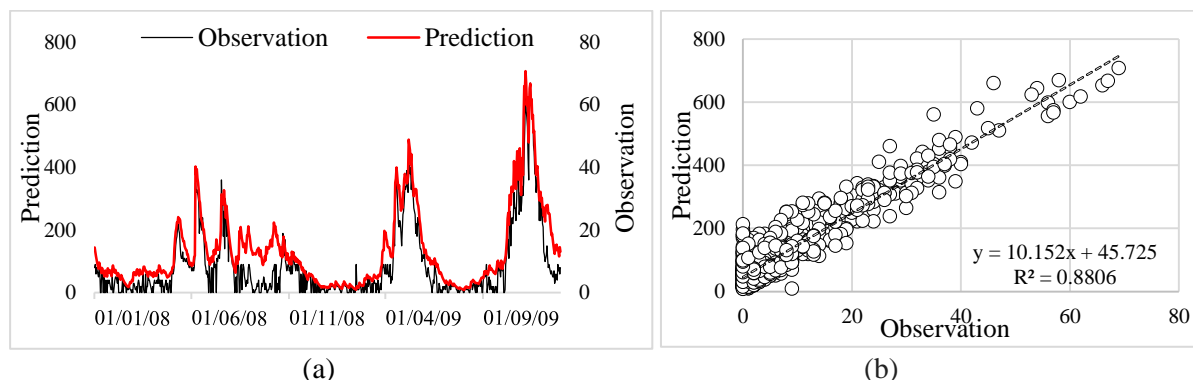 Observation Prediction
800
600
400
200
0
Prediction
80
60
40
20
0
Observation
01/01/08 01/06/08 01/11/08 01/04/09 01/09/09
(a)
800
600
400
200
0
Prediction
y = 10.152x + 45.725
R² = 0.8806
0 20 40 60 80
Observation
(b)